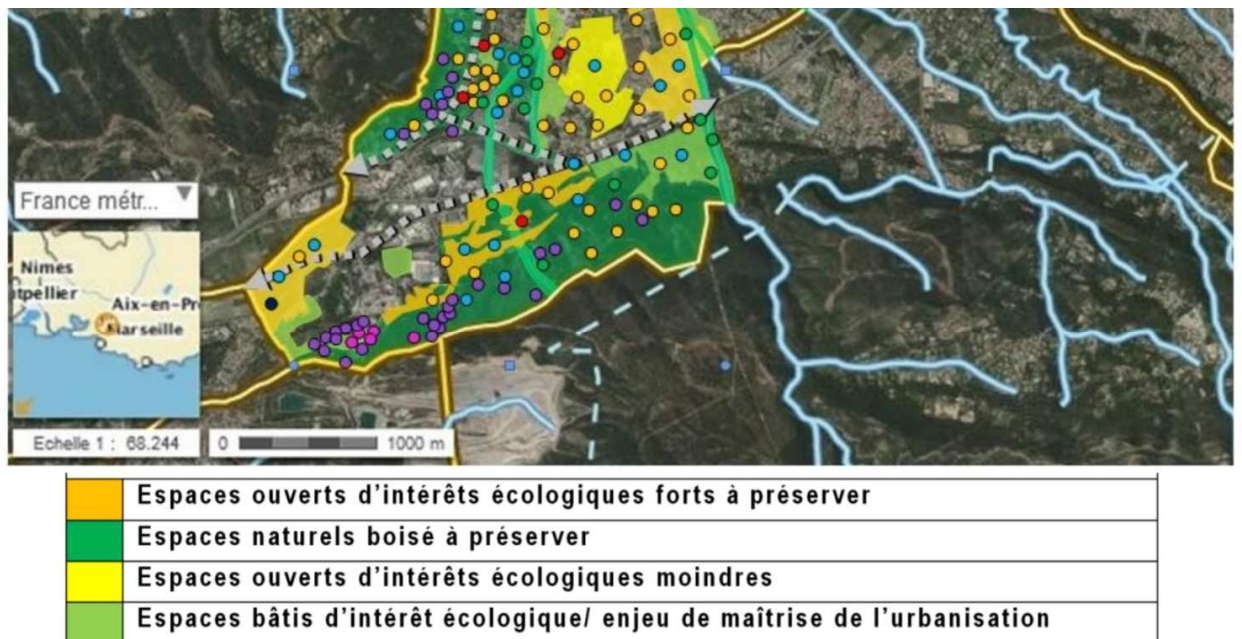 France métr...
Nimes
tpellier
Aix-en-Pr
Marseille
Echelle 1 : 68.244
0 1000 m
Espaces ouverts d'intérêts écologiques forts à préserver
Espaces naturels boisé à préserver
Espaces ouverts d'intérêts écologiques moindres
Espaces bâtis d'intérêt écologique/ enjeu de maîtrise de l'urbanisation